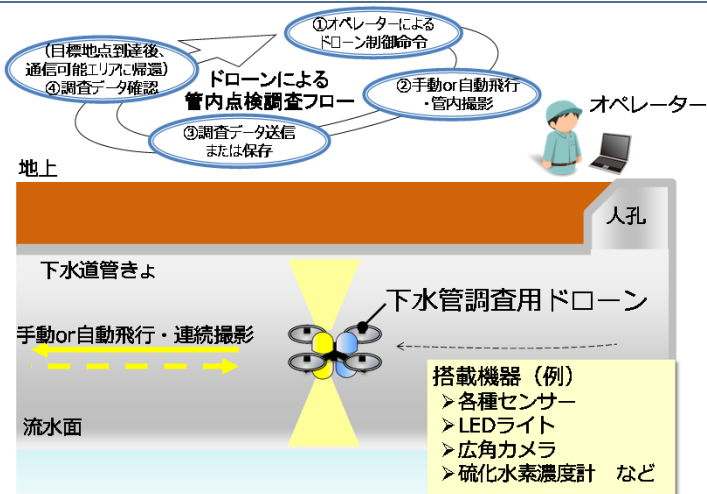 ①オペレーターによる
ドローン制御命令
(目標地点到達後、
通信可能エリアに帰還)
④調査データ確認
ドローンによる
管内点検調査フロー
②手動or自動飛行
・管内撮影
③調査データ送信
または保存
オペレーター
地上
人孔
下水道管きょ
下水管調査用ドローン
手動or自動飛行・連続撮影
搭載機器（例）
➢各種センサー
➢LEDライト
➢広角カメラ
➢硫化水素濃度計　など
流水面